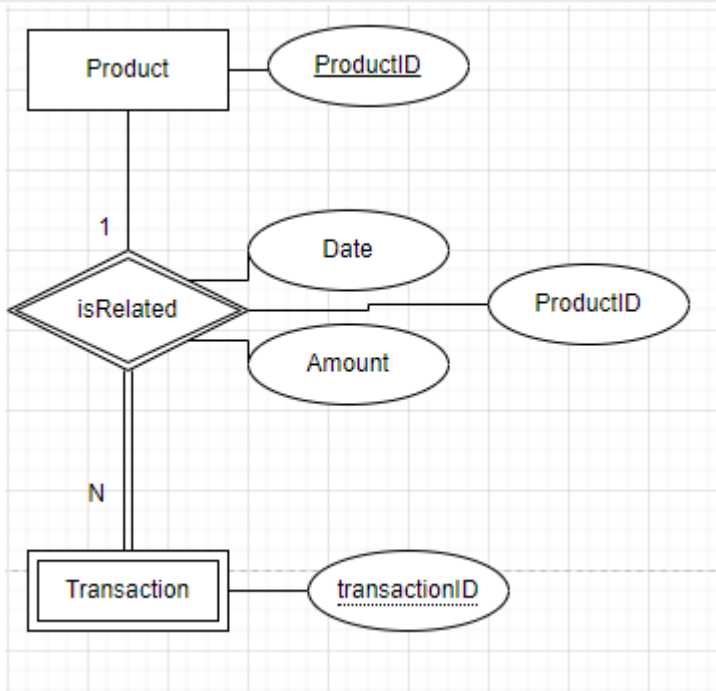 Product
ProductID
1
Date
isRelated
ProductID
Amount
N
Transaction
transactionID